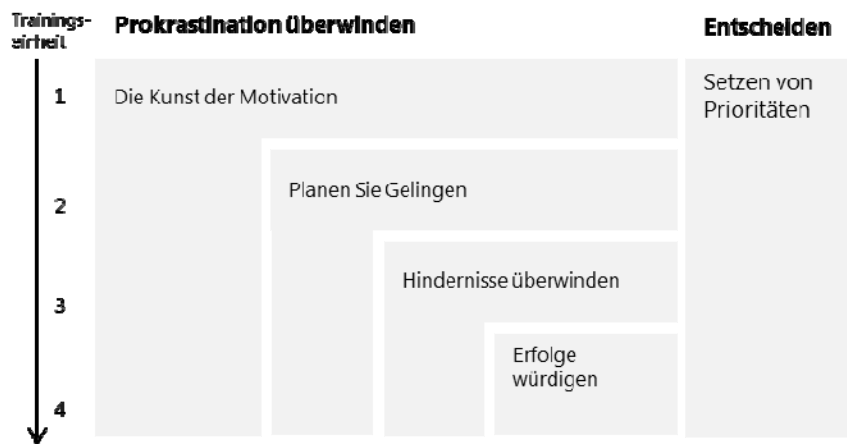 Trainings-
einheit
Prokrastination überwinden
Entscheiden
1
Die Kunst der Motivation
Setzen von
Prioritäten
2
Planen Sie Gelingen
3
Hindernisse überwinden
Erfolge
würdigen
4